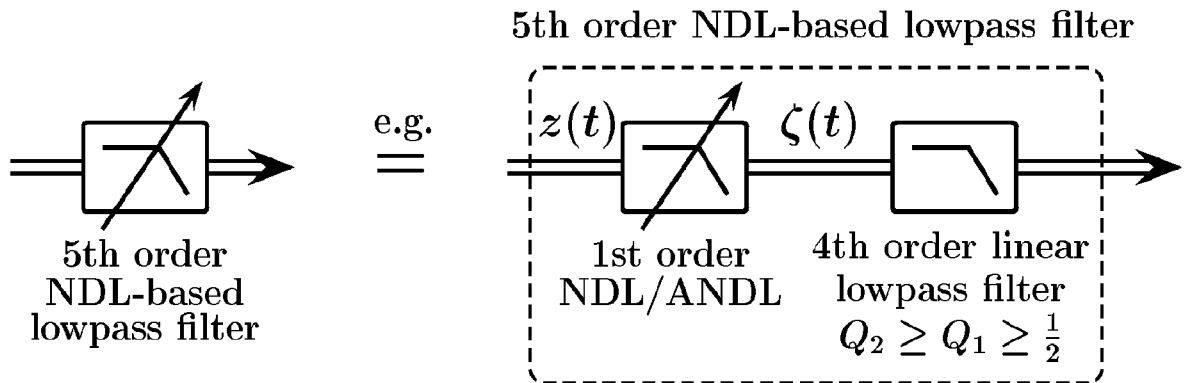 5th order NDL-based lowpass filter
e.g.
=
z(t)
ζ(t)
5th order
NDL-based
lowpass filter
1st order
NDL/ANDL
4th order linear
lowpass filter
Q₂ ≥ Q₁ ≥ ½